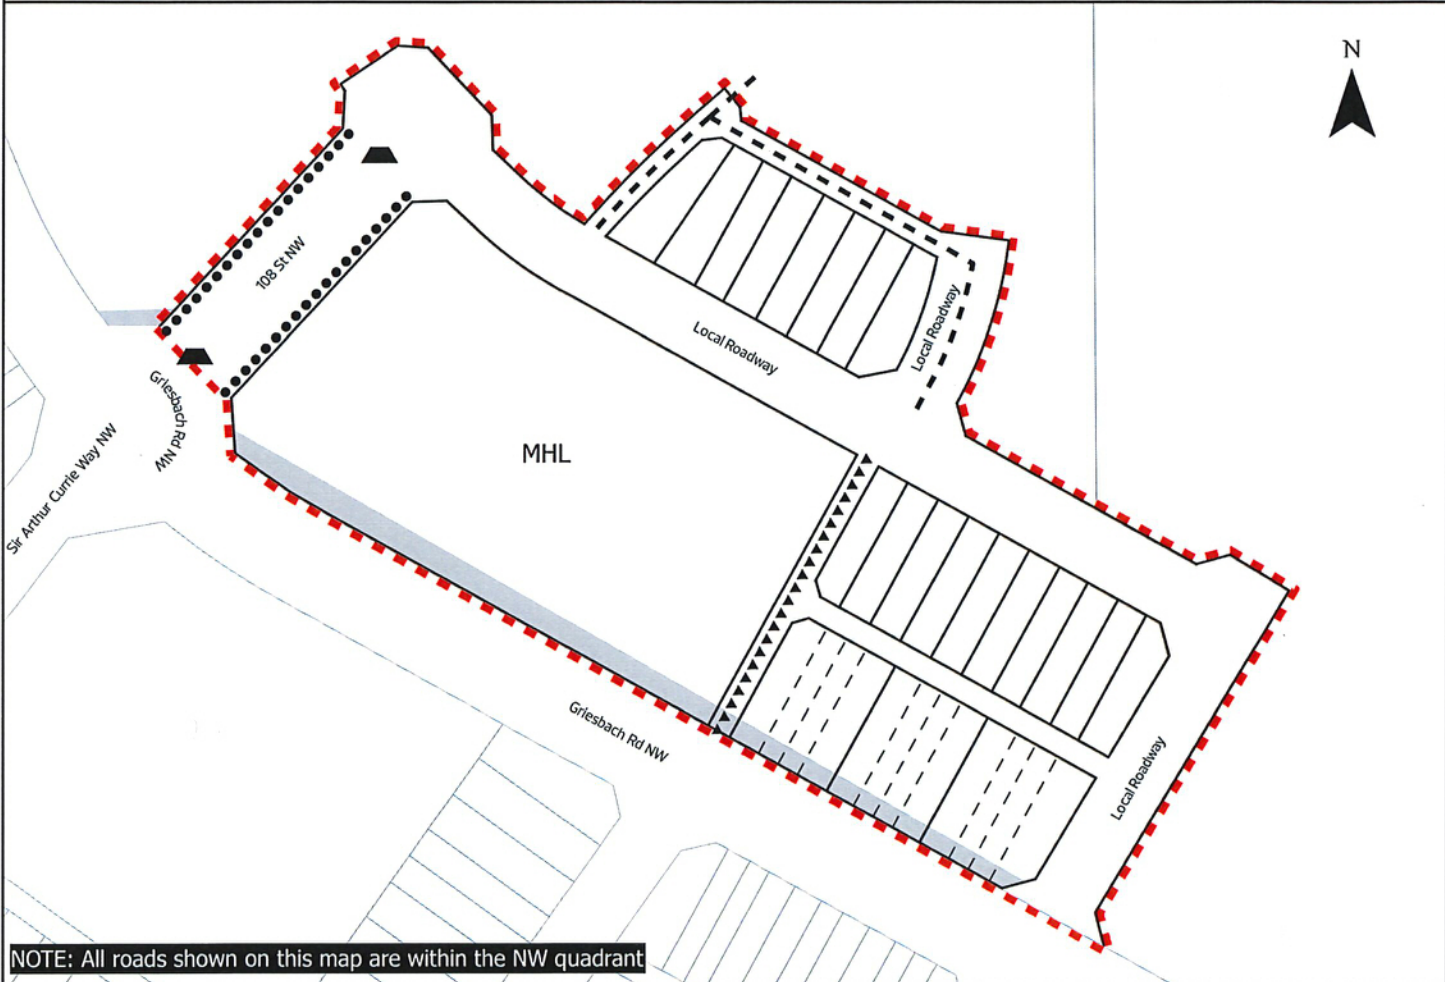 N
108 St NW
Local Roadway
Local Roadway
Griesbach Rd NW
Sir Arthur Currie Way NW
MHL
Griesbach Rd NW
Local Roadway
NOTE: All roads shown on this map are within the NW quadrant